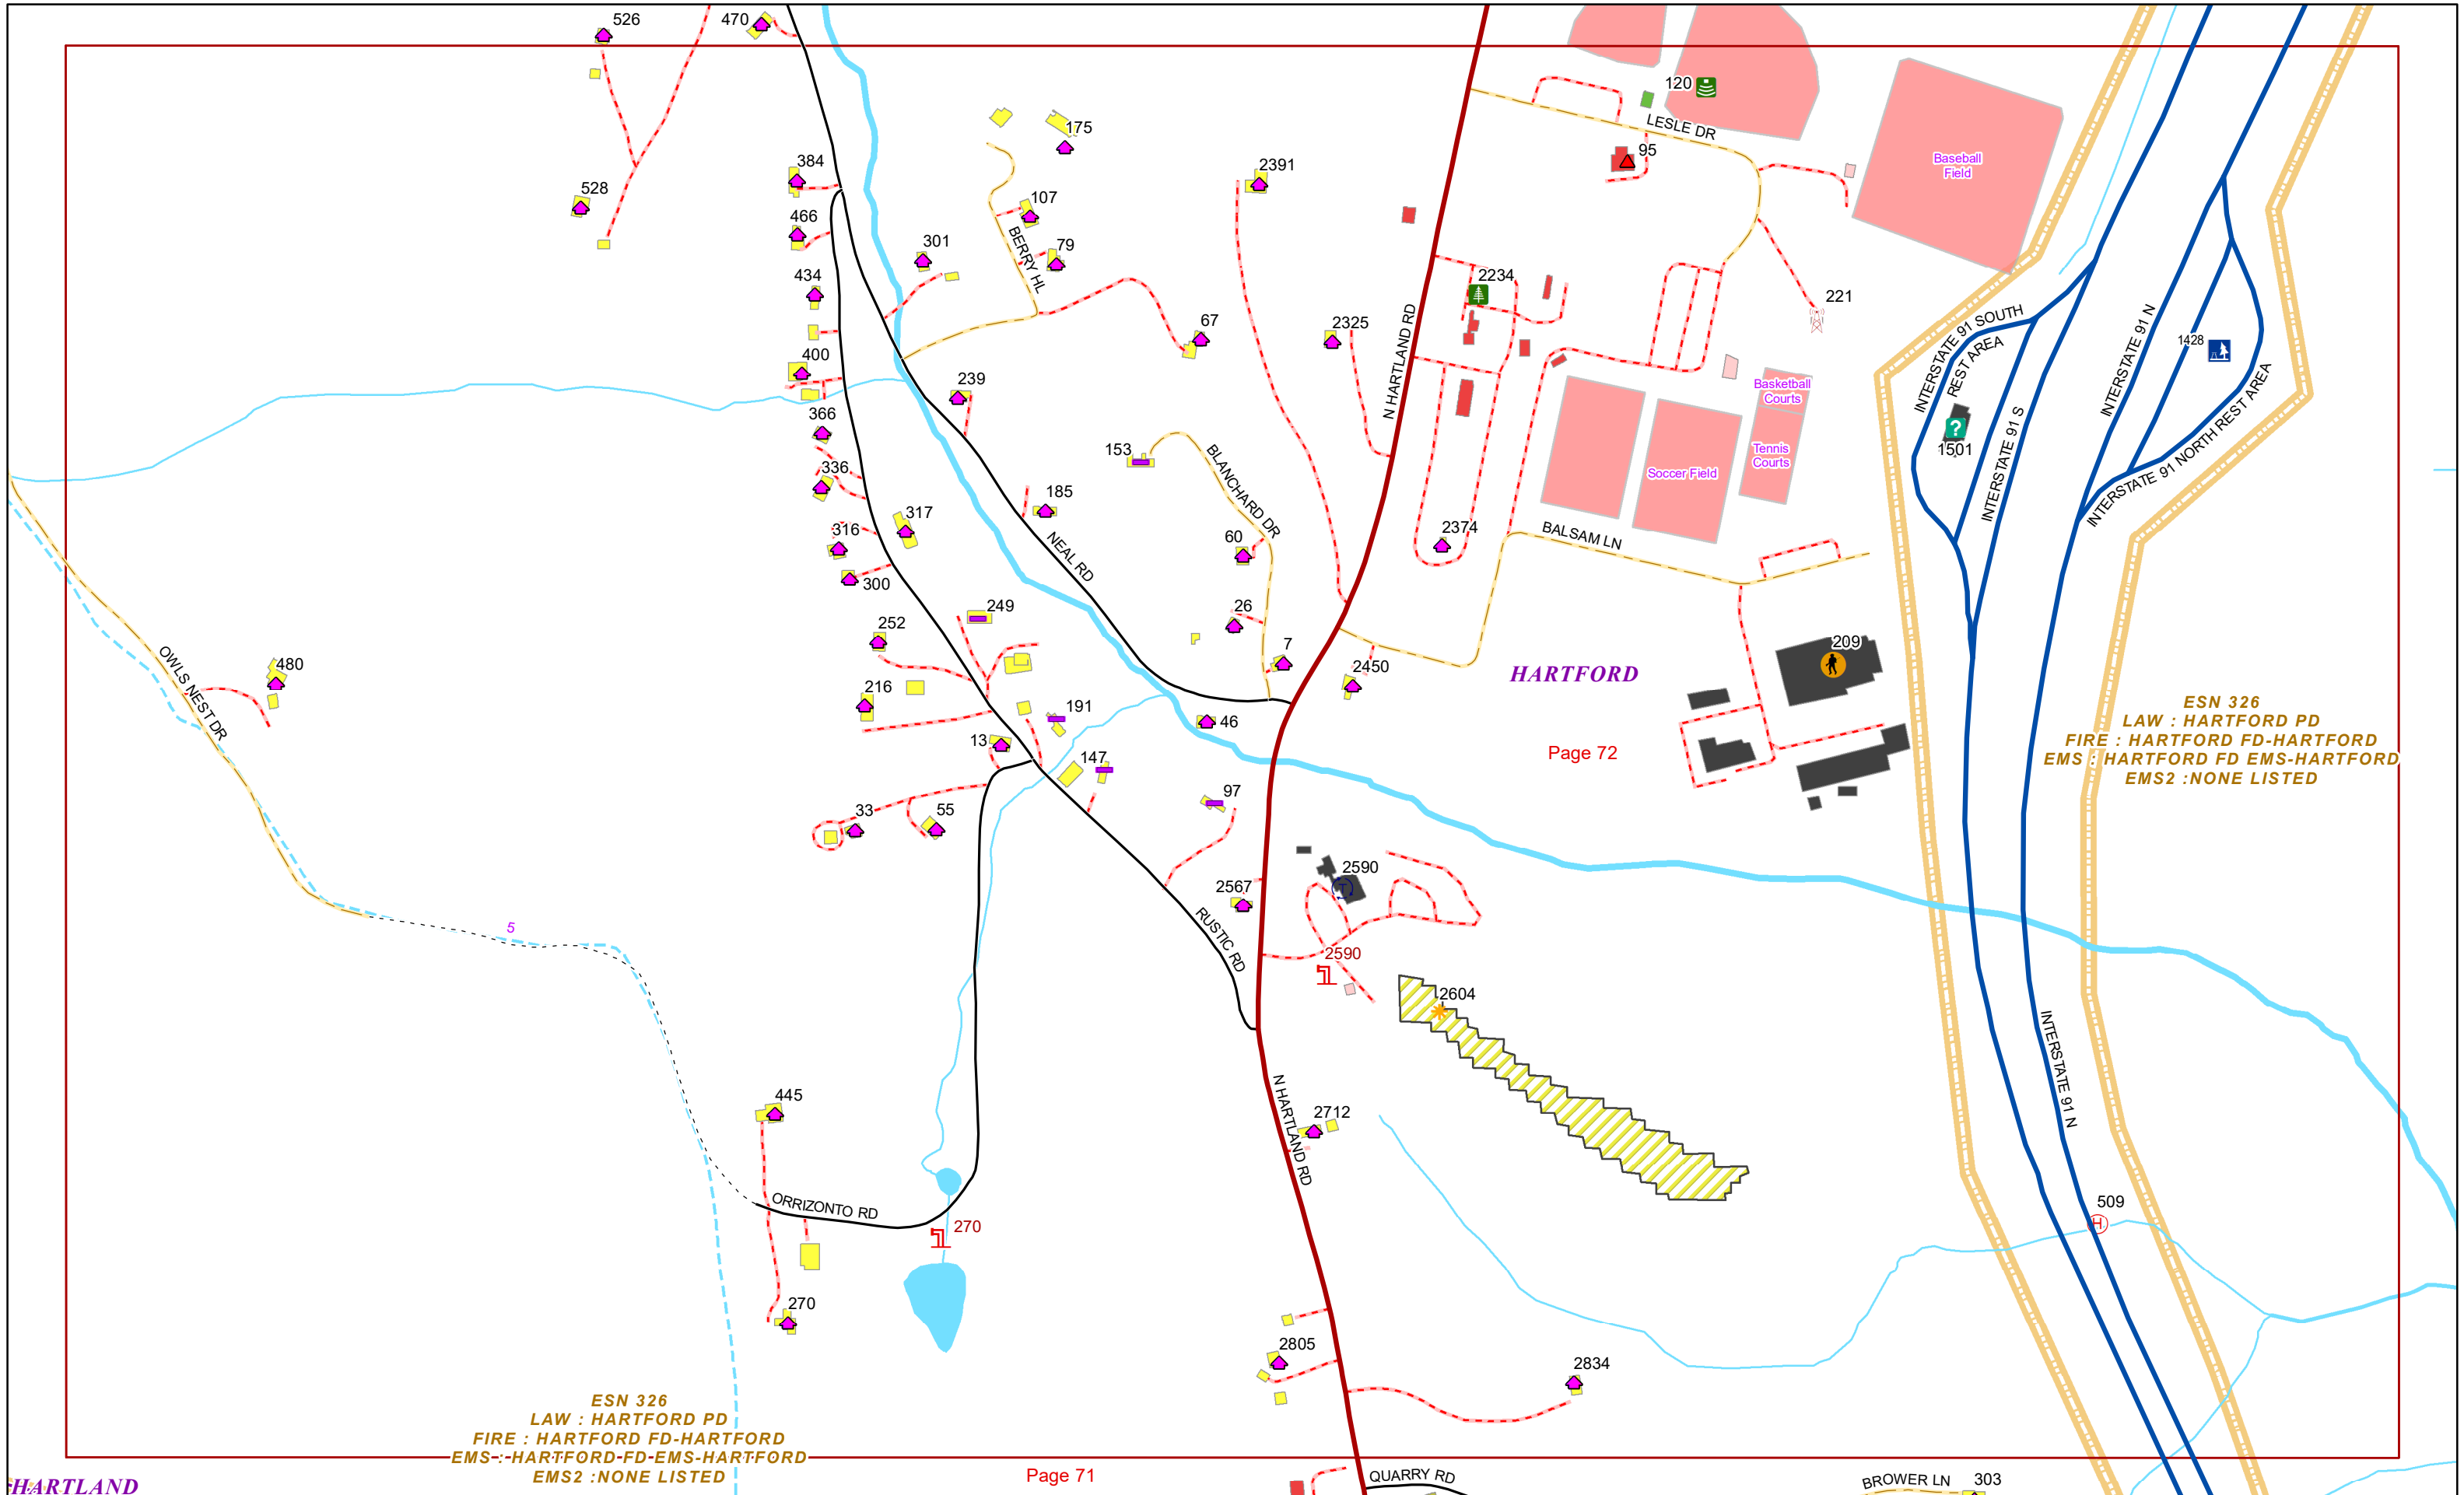 526
470
120
LESLE DR
175
95
384
2391
Baseball
Field
528
107
466
BERRY HL
79
301
434
2234
221
67
2325
N HARTLAND RD
INTERSTATE 91 SOUTH
REST AREA
INTERSTATE 91 N
1428
400
239
Basketball
Courts
INTERSTATE 91 NORTH REST AREA
366
153
BLANCHARD DR
Tennis
Courts
1501
?
INTERSTATE 91 S
336
Soccer Field
185
317
316
NEAL RD
60
2374
BALSAM LN
300
249
26
252
7
209
480
2450
OWLS NEST DR
HARTFORD
216
191
46
13
147
Page 72
ESN 326
LAW : HARTFORD PD
FIRE : HARTFORD FD-HARTFORD
EMS : HARTFORD FD EMS-HARTFORD
EMS2 :NONE LISTED
97
33
55
2590
2567
RUSTIC RD
5
2590
2604
INTERSTATE 91 N
445
N HARTLAND RD
2712
ORRIZONTO RD
270
509
H
270
2805
2834
ESN 326
LAW : HARTFORD PD
FIRE : HARTFORD FD-HARTFORD
EMS : HARTFORD FD EMS-HARTFORD
EMS2 :NONE LISTED
HARTLAND
Page 71
QUARRY RD
BROWER LN
303